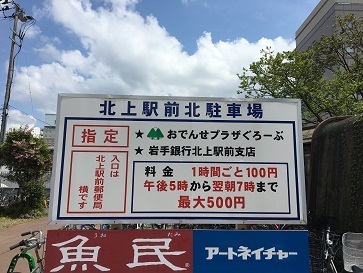 北上駅前北駐車場
指定
★ おでんせプラザぐろーぶ
★ 岩手銀行北上駅前支店
入口は
北上駅前郵便局
横です
料金 1時間ごと100円
午後5時から翌朝7時まで
最大500円
うお たみ
魚民®
アートネイチャー